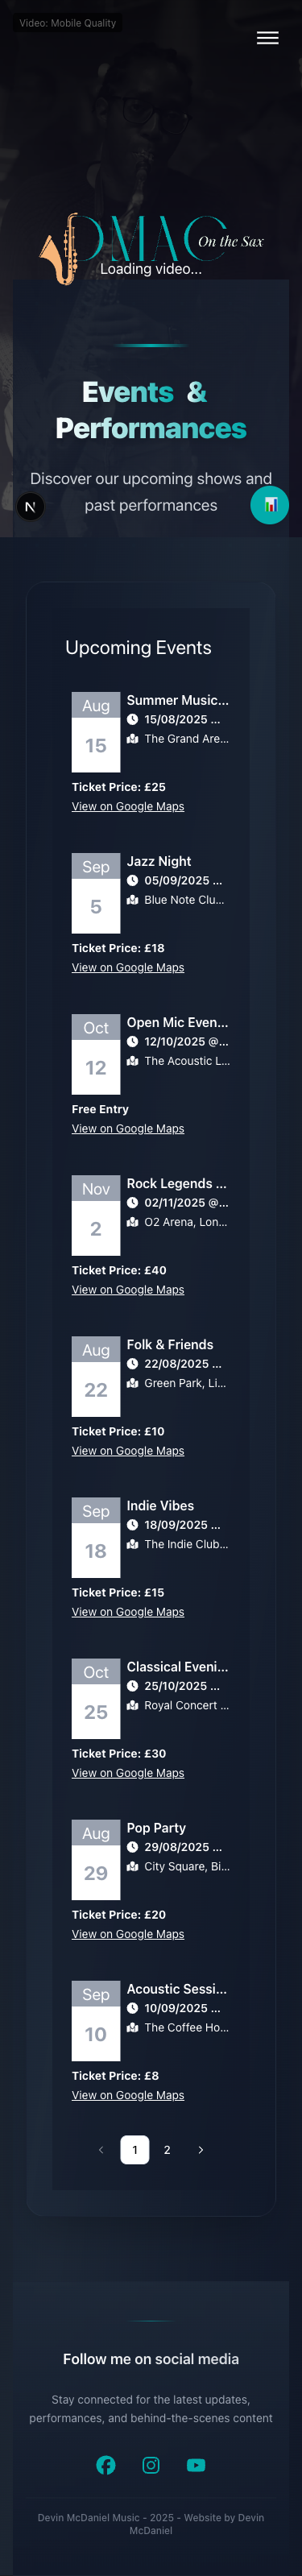 Video: Mobile Quality
DMAC
On the Sax
Loading video...
Events &
Performances
Discover our upcoming shows and
past performances
N
Upcoming Events
Aug
15
Summer Music...
15/08/2025 ...
The Grand Are...
Ticket Price: £25
View on Google Maps
Sep
5
Jazz Night
05/09/2025 ...
Blue Note Clu...
Ticket Price: £18
View on Google Maps
Oct
12
Open Mic Even...
12/10/2025 @...
The Acoustic L...
Free Entry
View on Google Maps
Nov
2
Rock Legends ...
02/11/2025 @...
O2 Arena, Lon...
Ticket Price: £40
View on Google Maps
Aug
22
Folk & Friends
22/08/2025 ...
Green Park, Li...
Ticket Price: £10
View on Google Maps
Sep
18
Indie Vibes
18/09/2025 ...
The Indie Club...
Ticket Price: £15
View on Google Maps
Oct
25
Classical Eveni...
25/10/2025 ...
Royal Concert ...
Ticket Price: £30
View on Google Maps
Aug
29
Pop Party
29/08/2025 ...
City Square, Bi...
Ticket Price: £20
View on Google Maps
Sep
10
Acoustic Sessi...
10/09/2025 ...
The Coffee Ho...
Ticket Price: £8
View on Google Maps
1 2
Follow me on social media
Stay connected for the latest updates,
performances, and behind-the-scenes content
Devin McDaniel Music - 2025 - Website by Devin
McDaniel